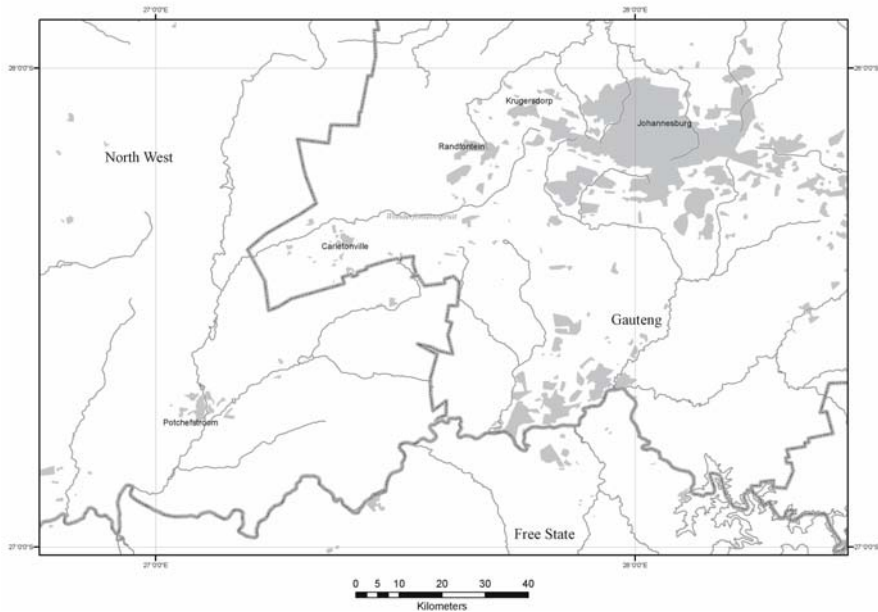 27°0'0"E
28°0'0"E
26°0'0"S
26°0'0"S
Krugersdorp
Johannesburg
Randfontein
North West
Carletonville
Gauteng
Potchefstroom
Free State
27°0'0"S
27°0'0"S
27°0'0"E
28°0'0"E
0 5 10 20 30 40
Kilometers